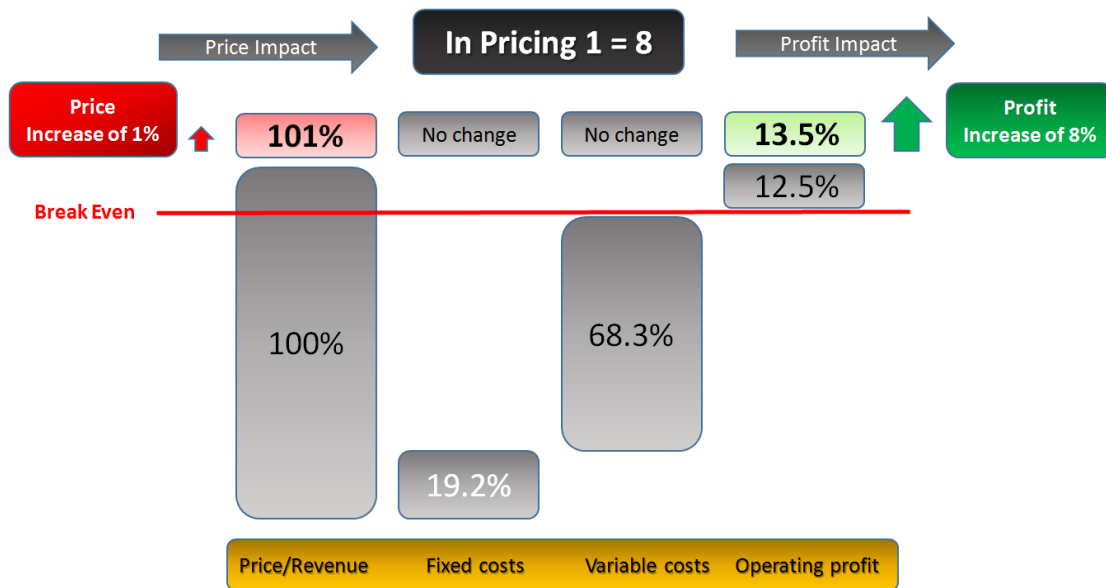 Price Impact
In Pricing 1 = 8
Profit Impact
Price
Increase of 1%
101%
No change
No change
13.5%
Profit
Increase of 8%
12.5%
Break Even
100%
68.3%
19.2%
Price/Revenue
Fixed costs
Variable costs
Operating profit